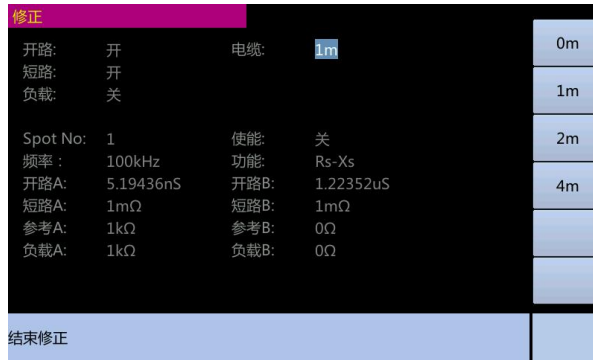 修正
开路: 开 电缆: 1m
短路: 开
负载: 关
Spot No: 1 使能: 关
频率： 100kHz 功能: Rs-Xs
开路A: 5.19436nS 开路B: 1.22352uS
短路A: 1mΩ 短路B: 1mΩ
参考A: 1kΩ 参考B: 0Ω
负载A: 1kΩ 负载B: 0Ω
0m
1m
2m
4m
结束修正